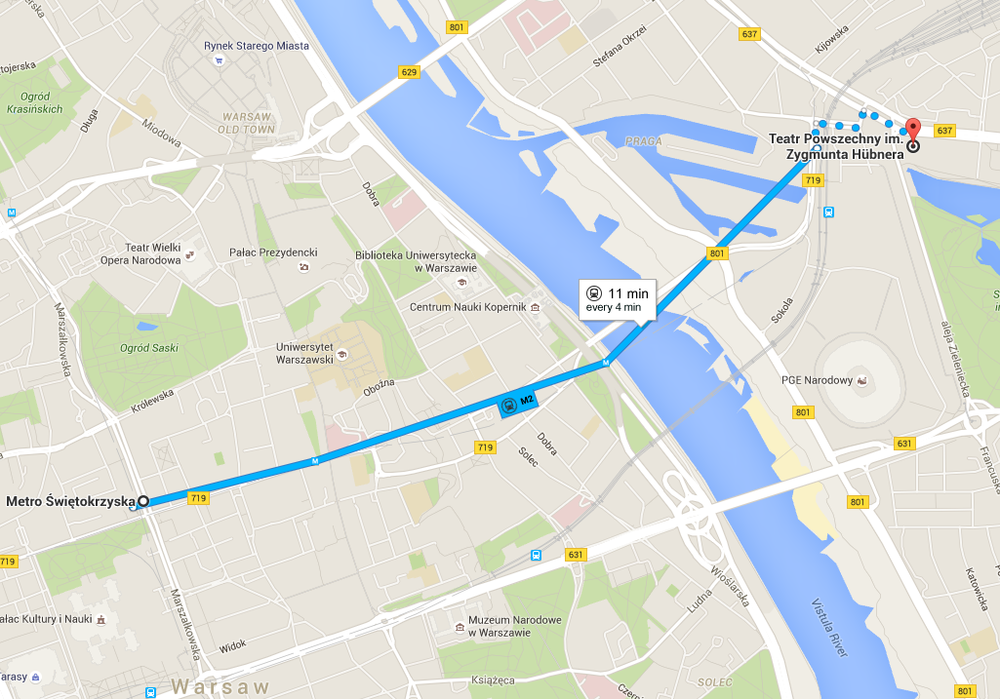 801
637
Kijowska
Stefana Okrzei
Rynek Starego Miasta
629
Ogród
Krasińskich
Długa
WARSAW
OLD TOWN
Miodowa
637
PRAGA
Teatr Powszechny im.
Zygmunta Hübnera
719
Dobra
M
Teatr Wielki
Opera Narodowa
Pałac Prezydencki
Biblioteka Uniwersytecka
w Warszawie
801
11 min
every 4 min
Centrum Nauki Kopernik
Sokola
Marszałkowska
Ogród Saski
Uniwersytet
Warszawski
M
aleja Zieleniecka
PGE Narodowy
Oboźna
Królewska
M2
801
719
Dobra
Solec
631
Francuska
M
Metro Świętokrzyska
719
801
719
631
Katowicka
Wioślarska
Ludna
Marszałkowska
Muzeum Narodowe
w Warszawie
Vistula River
Widok
Warsaw
Książęca
SOLEC
801